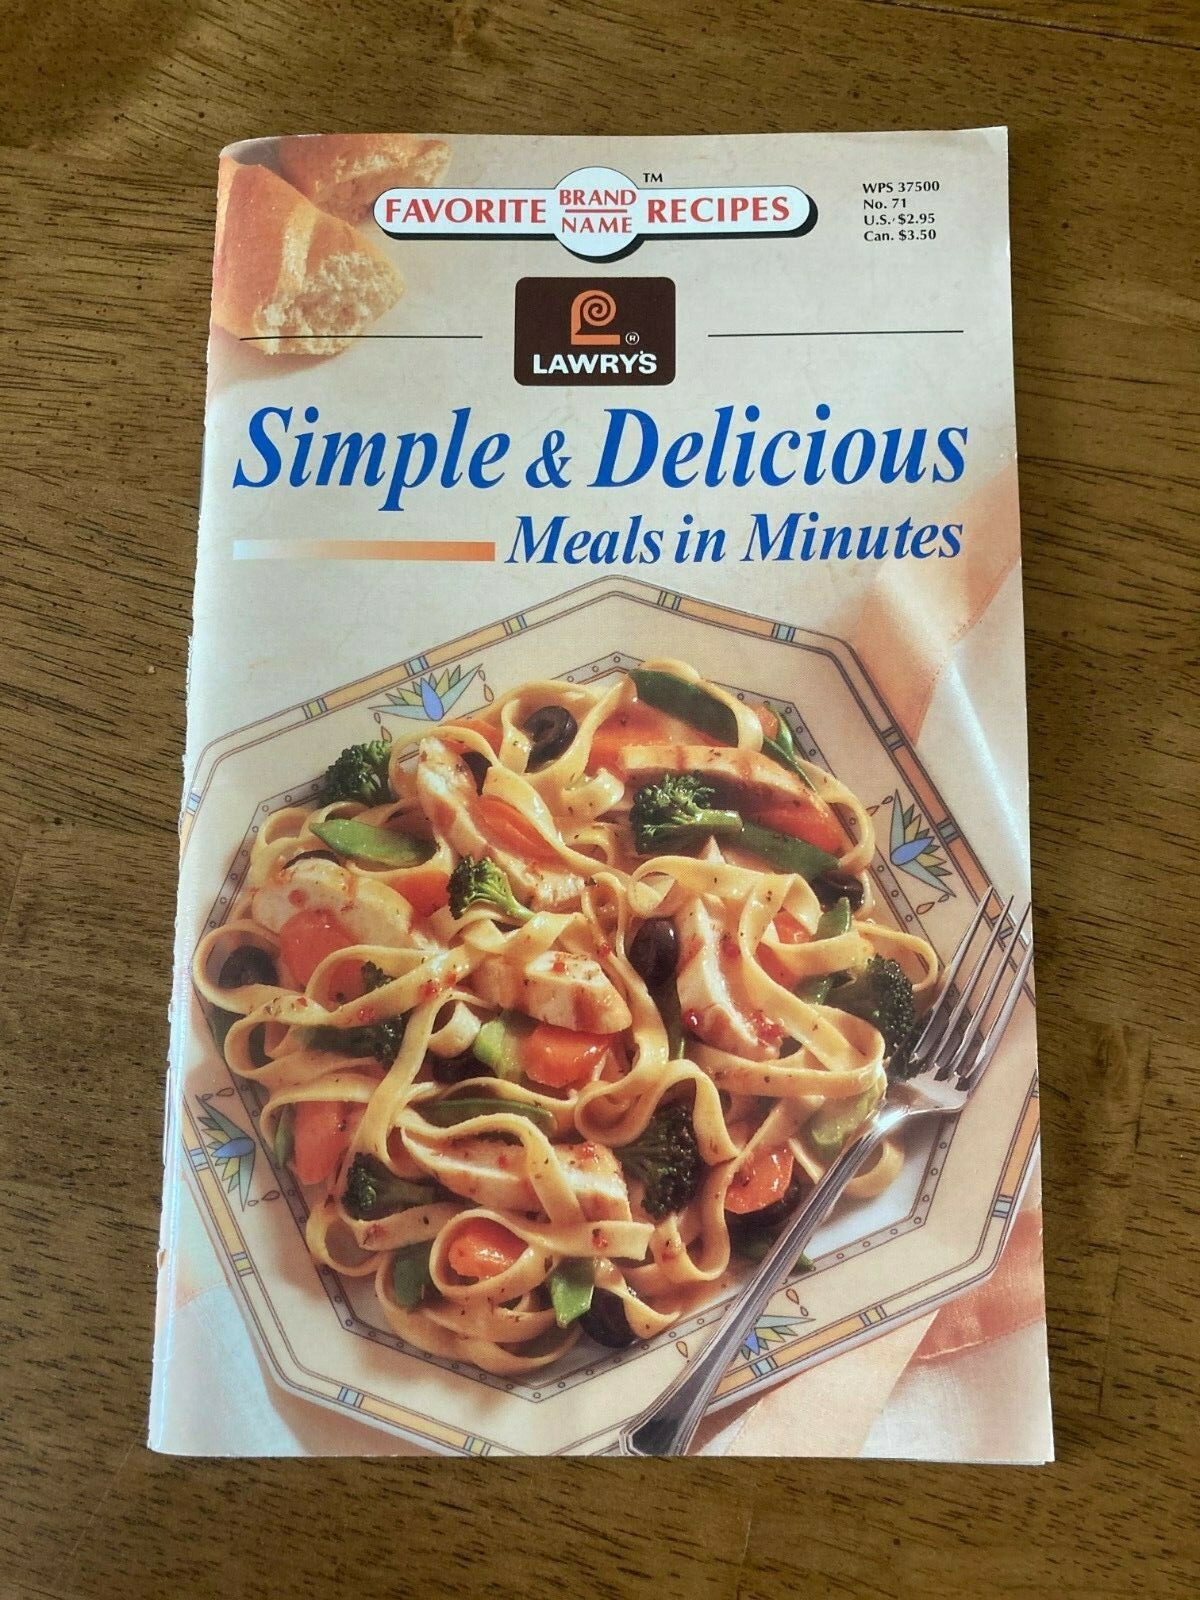 FAVORITE BRAND NAME RECIPES ™
WPS 37500
No. 71
U.S. $2.95
Can. $3.50
LAWRY'S ®
Simple & Delicious
Meals in Minutes